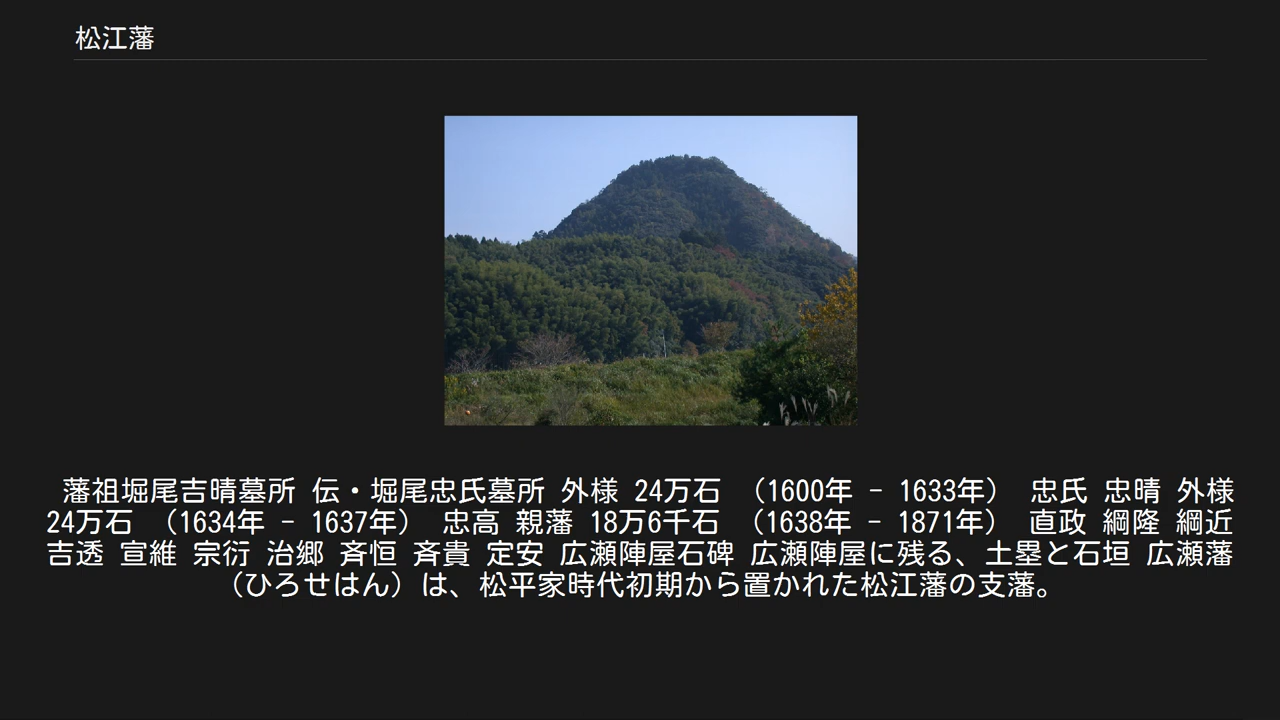 松江藩
藩祖堀尾吉晴墓所 伝・堀尾忠氏墓所 外様 24万石 （1600年 - 1633年） 忠氏 忠晴 外様
24万石 （1634年 - 1637年） 忠高 親藩 18万6千石 （1638年 - 1871年） 直政 綱隆 綱近
吉透 宣維 宗衍 治郷 斉恒 斉貴 定安 広瀬陣屋石碑 広瀬陣屋に残る、土塁と石垣 広瀬藩
（ひろせはん）は、松平家時代初期から置かれた松江藩の支藩。